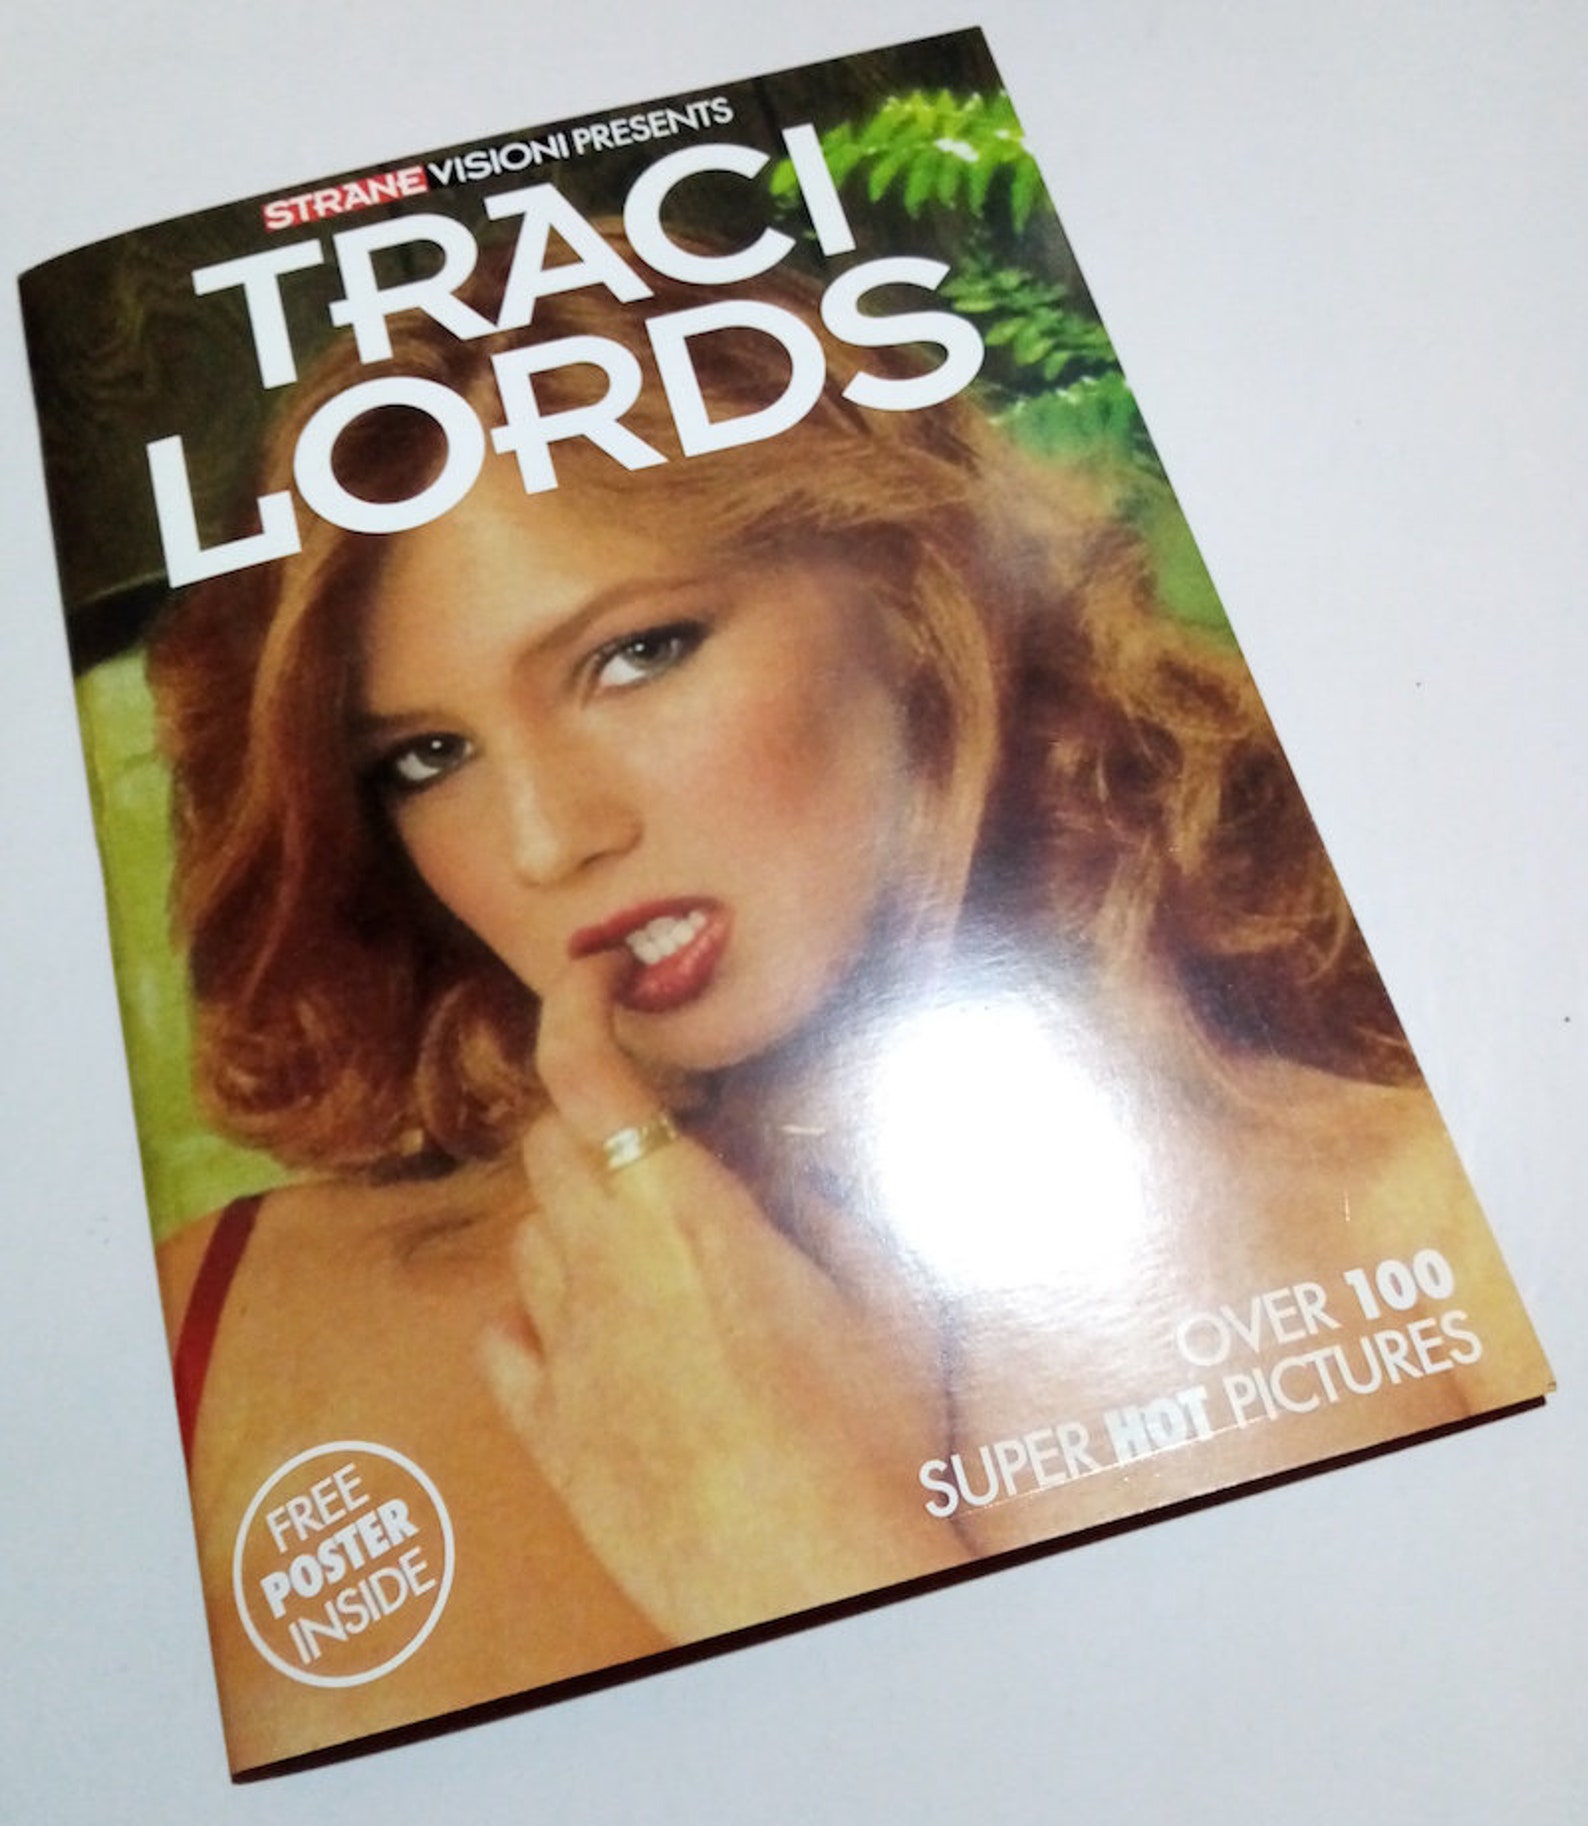 STRANE VISIONI PRESENTS
TRACI
LORDS
OVER 100
SUPER HOT PICTURES
FREE
POSTER
INSIDE